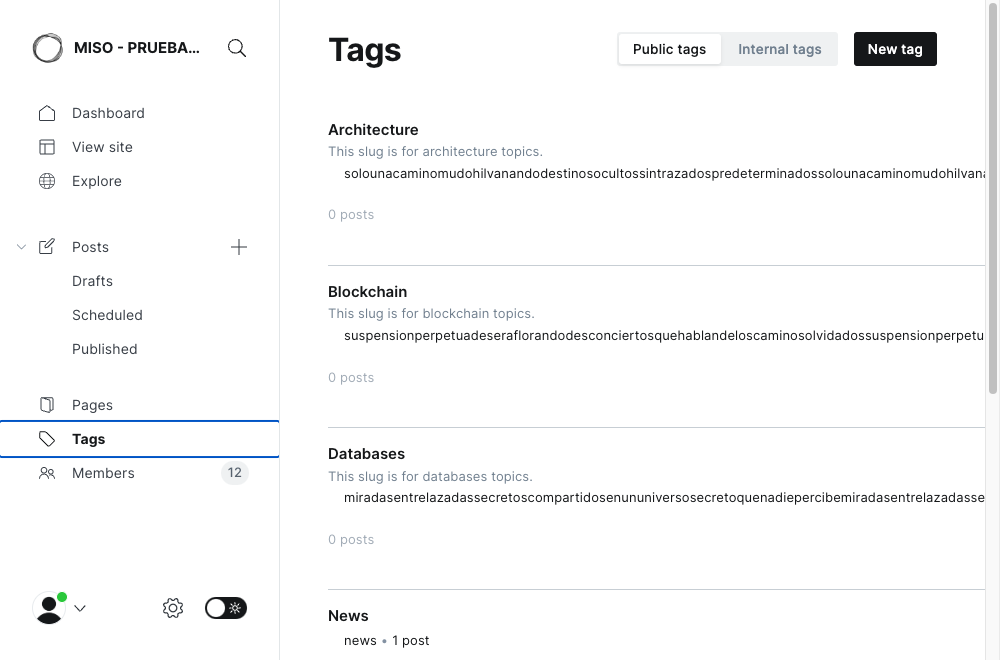 MISO - PRUEBA...
Dashboard
View site
Explore
Posts
Drafts
Scheduled
Published
Pages
Tags
Members
12
Tags
Public tags
Internal tags
New tag
Architecture
This slug is for architecture topics.
solounacaminomudohilvanandodestinosocultossintrazadospredeterminadossolounacaminomudohilvana
0 posts
Blockchain
This slug is for blockchain topics.
suspensionperpetuadeseraflorandodesconciertosquehablandeloscaminosolvidadossuspensionperpetu
0 posts
Databases
This slug is for databases topics.
miradasentrelazadassecretoscompartidosenununiversosecretoquenadiepercibemiradasentrelazadasse
0 posts
News
news • 1 post